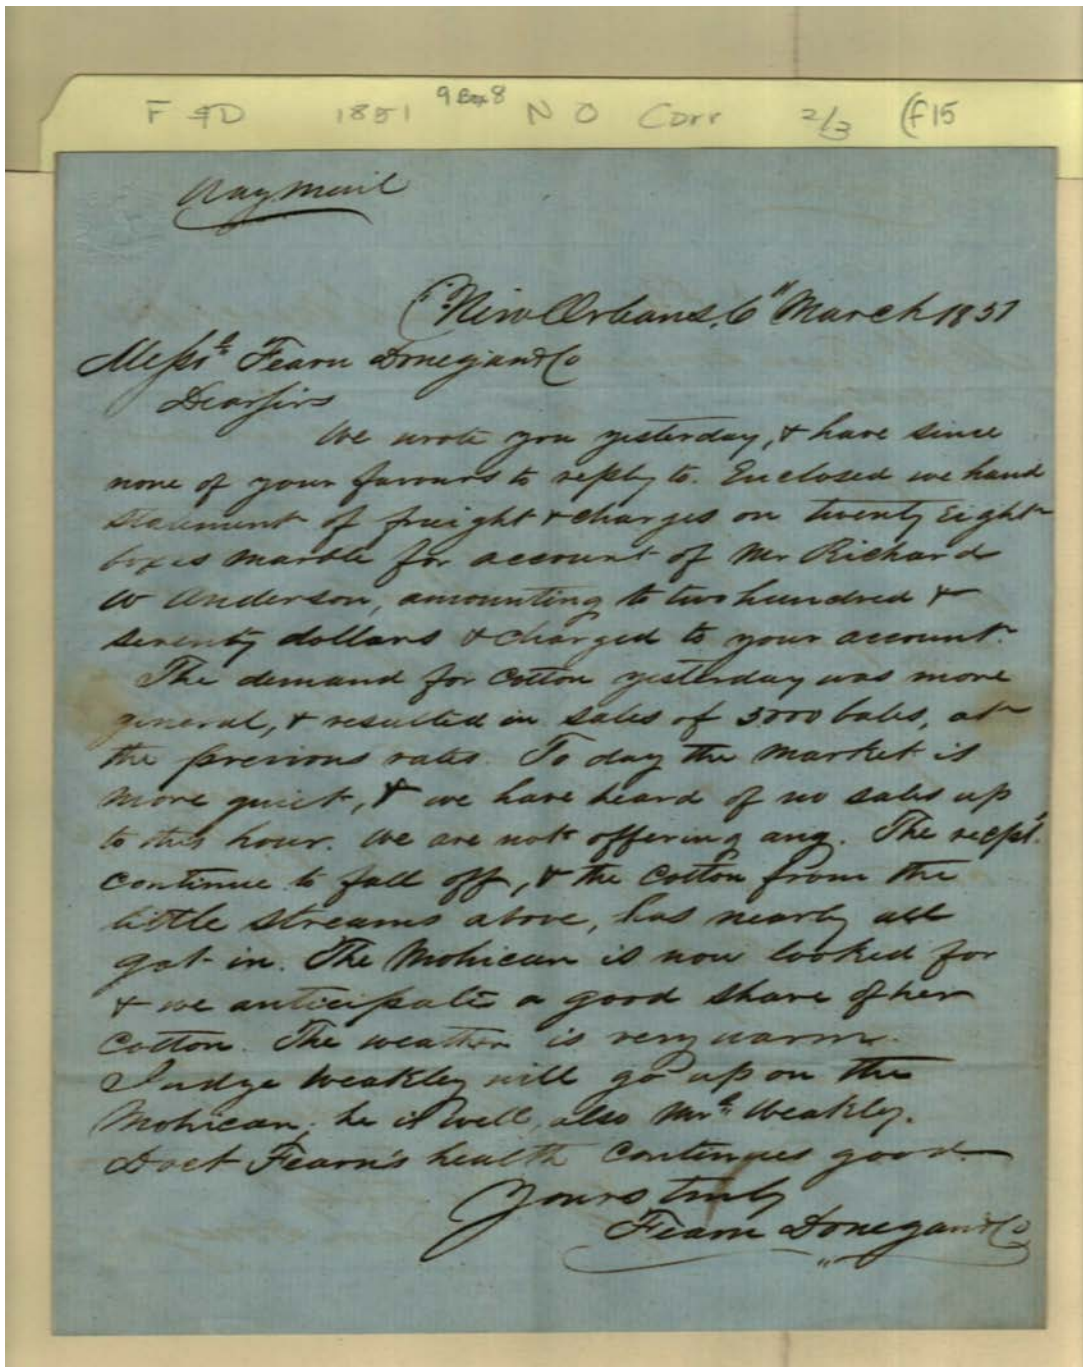 F & D 1851 9 Box 8 N O Corr 2/3 (f15
Way Mail
New Orleans, 6" March 1851
Messrs Fearn Donegan & Co
Dear Sirs
We wrote you yesterday, & have since
none of your favours to reply to. Enclosed we hand
statement of freight & charges on twenty eight
boxes marble for account of Mr Richard
W Anderson, amounting to two hundred &
seventy dollars & charged to your account.
The demand for cotton yesterday was more
general, & resulted in sales of 5000 bales, at
the previous rates. To day the market is
more quiet, & we have heard of no sales up
to this hour. We are not offering any. The recpts.
continue to fall off, & the cotton from the
little streams above, has nearly all
got in. The Mohican is now looked for
& we anticipate a good share of her
Cotton. The weather is very warm.
Judge Weakley will go up on the
Mohican, he is well, also Mrs Weakley.
Doct Fearn's health continues good.
Yours truly
Fearn Donegan & Co